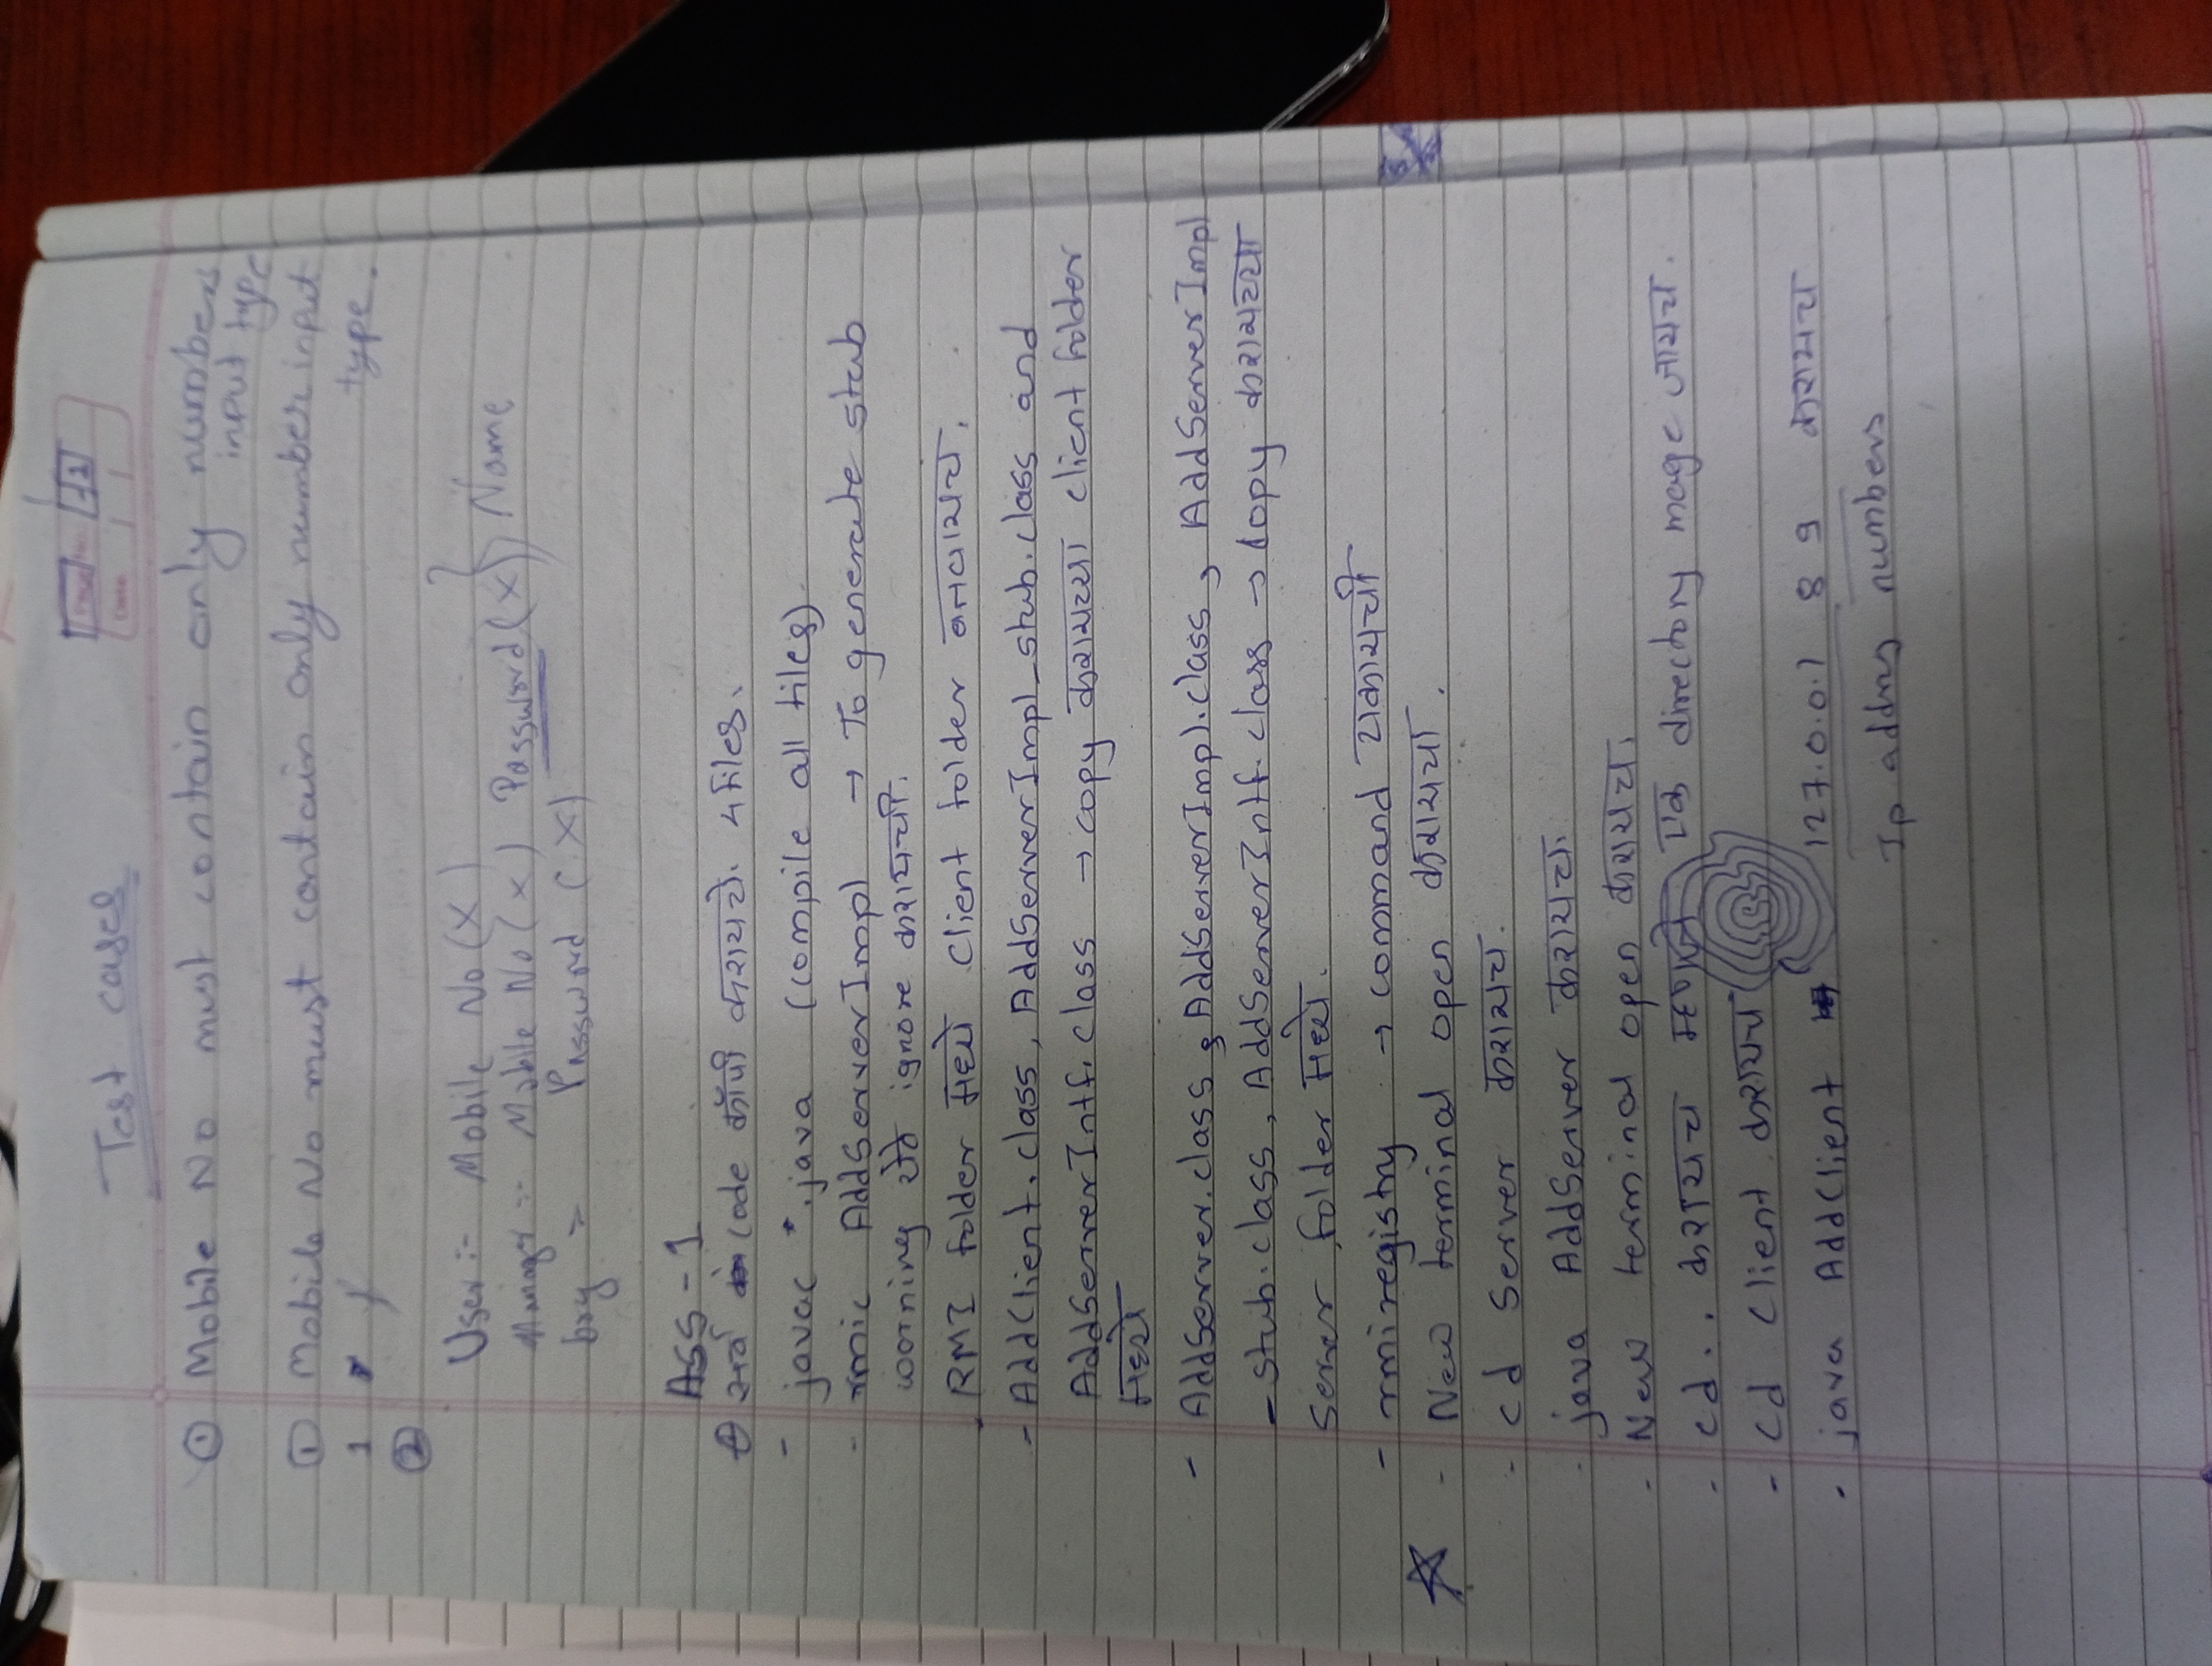 Test cases
Page No. 1
Date / /
① Mobile No must contain only numbers
input type
① Mobile No must contain only number input
1 type.
②
User :- Mobile No (X)
Manager :- Mobile No (X) Password (X) } Name
boy = Password (X)
Ass - 1
सर्व code कॉपी करायचे. 4 files.
- javac *.java (compile all files)
- rmic AddServerImpl → To generate stub
worning येते ignore करायची.
. RMI folder मध्ये Client folder बनवायच.
- AddClient.class, AddServerImpl_stub.class and
AddServerIntf.class → copy करायच्या client folder
मध्ये
- AddServer.class, AddServerImpl.class, AddServerImpl
_stub.class, AddServerIntf.class → copy करायच्या
Server folder मध्ये.
- rmiregistry → command टाकायची
- New terminal open करायचा.
- cd Server करायच.
- java AddServer करायच.
- New terminal open करायच.
- cd .. करायच म्हणजे एक directory mage जायच.
- cd Client करायच
- java AddClient 127.0.0.1 8 9 करायच
Ip addres numbers